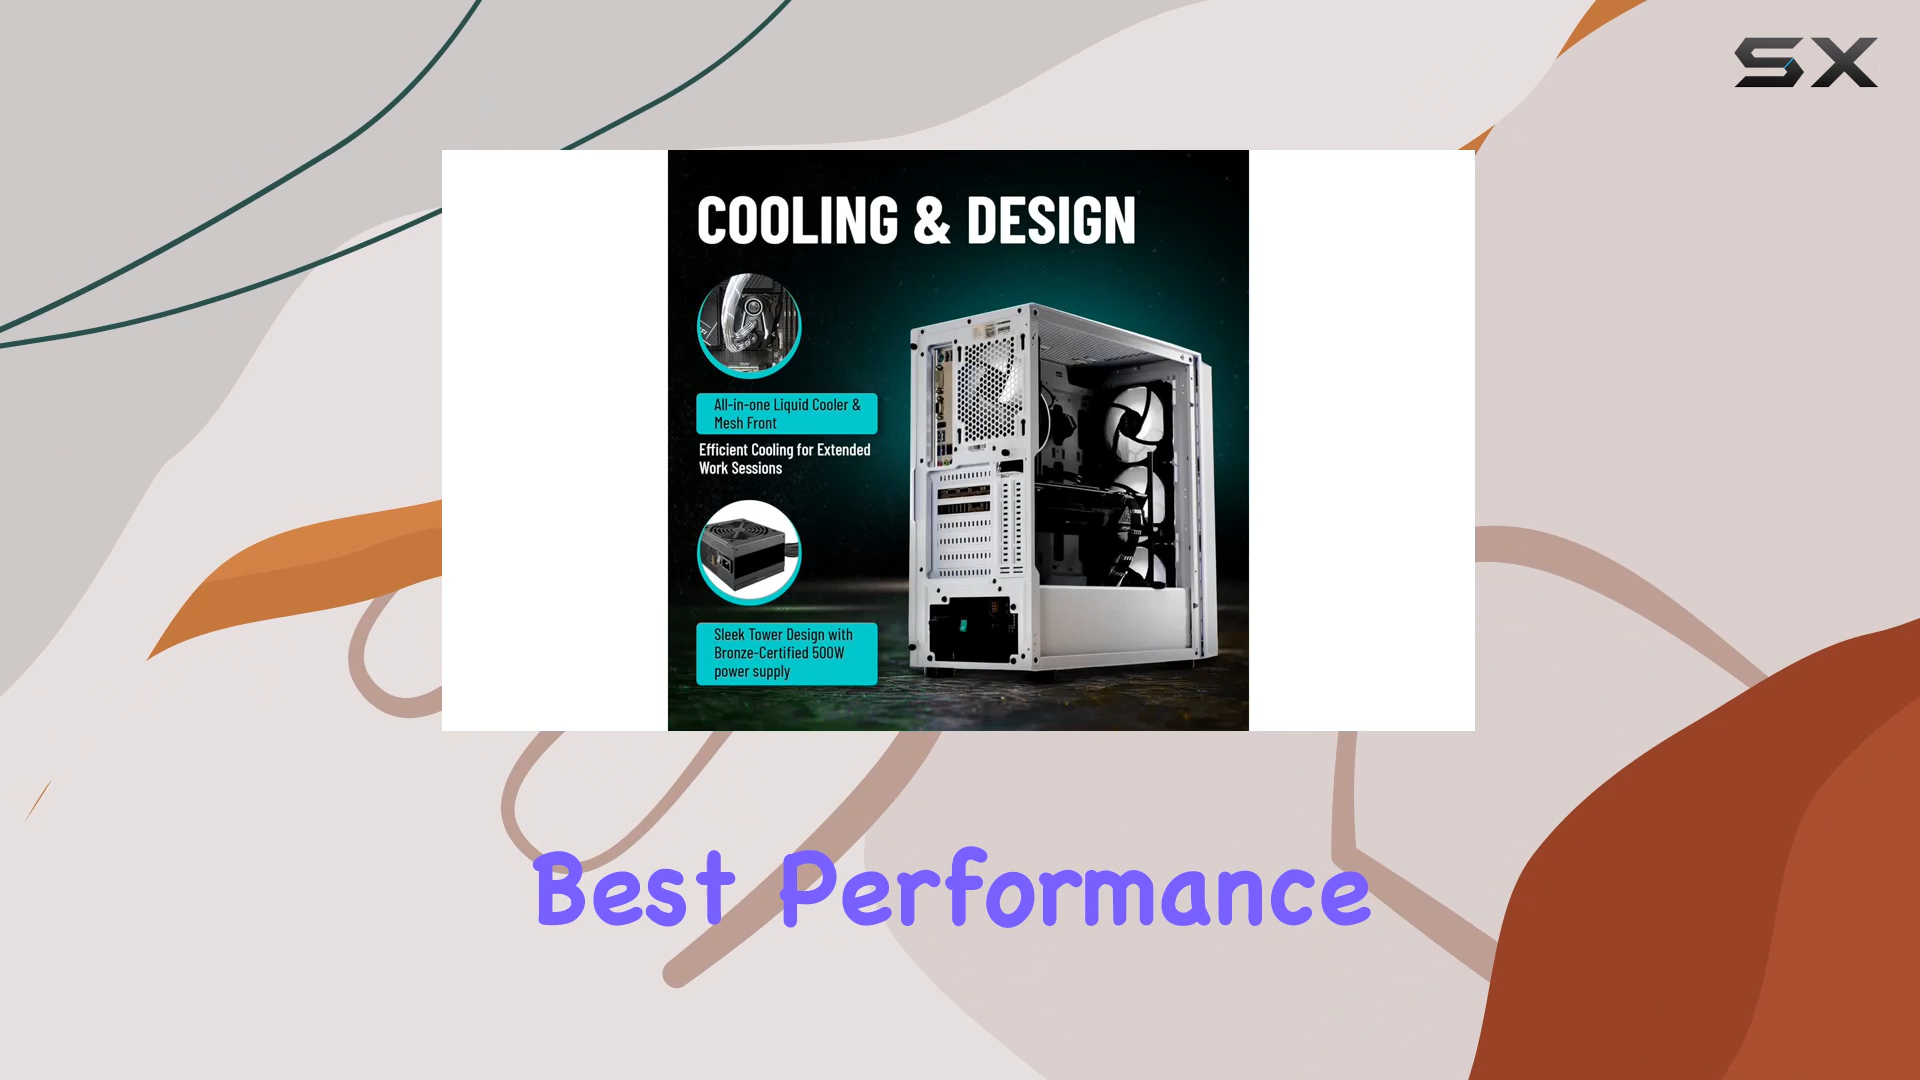 SX
COOLING & DESIGN
All-in-one Liquid Cooler &
Mesh Front
Efficient Cooling for Extended
Work Sessions
Sleek Tower Design with
Bronze-Certified 500W
power supply
Best Performance